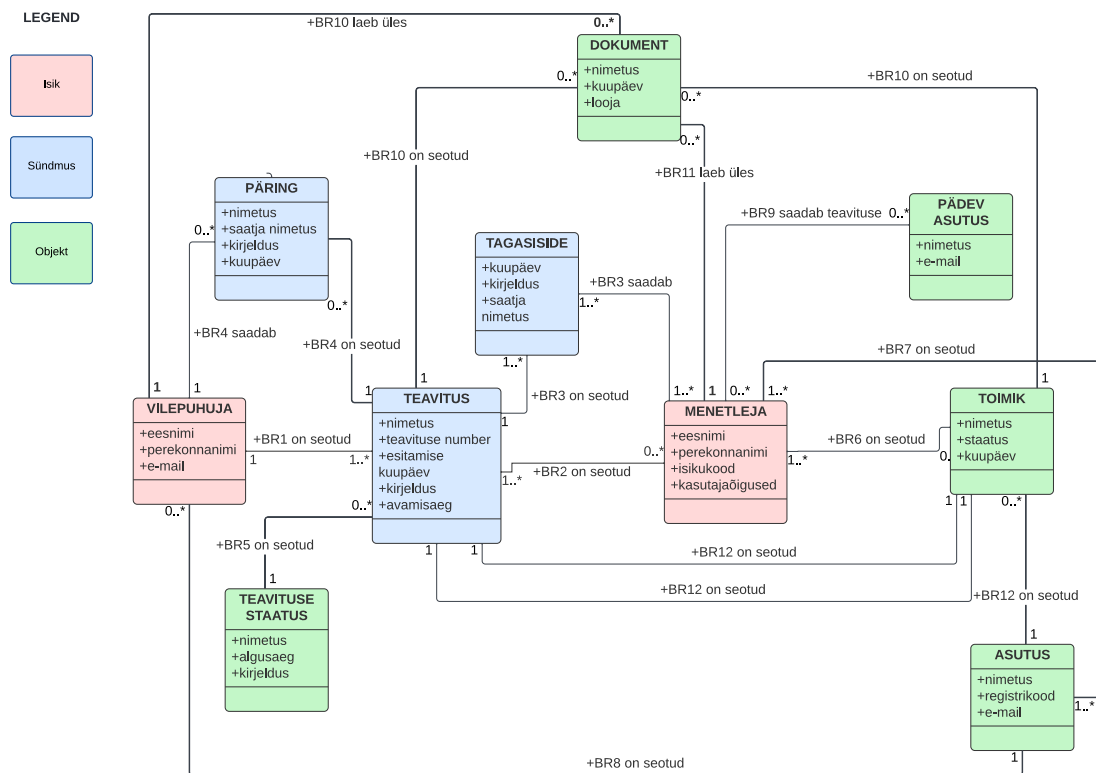 LEGEND
Isik
Sündmus
Objekt
+BR10 laeb üles
0..*
DOKUMENT
+nimetus
+kuupäev
+looja
0..*
0..*
0..*
+BR10 on seotud
+BR10 on seotud
+BR11 laeb üles
PÄRING
+nimetus
+saatja nimetus
+kirjeldus
+kuupäev
0..*
0..*
+BR4 saadab
+BR4 on seotud
TAGASISIDE
+kuupäev
+kirjeldus
+saatja
nimetus
+BR3 saadab
1..*
1..*
+BR3 on seotud
PÄDEV
ASUTUS
+nimetus
+e-mail
+BR9 saadab teavituse
0..*
+BR7 on seotud
1
1
VILEPUHUJA
+eesnimi
+perekonnanimi
+e-mail
+BR1 on seotud
1
1..*
0..*
1
1
TEAVITUS
+nimetus
+teavituse number
+esitamise
kuupäev
+kirjeldus
+avamisaeg
1
0..*
+BR2 on seotud
1..*
0..*
1..*
1
0..*
1..*
MENETLEJA
+eesnimi
+perekonnanimi
+isikukood
+kasutajaõigused
+BR6 on seotud
1..*
0.
1
TOIMIK
+nimetus
+staatus
+kuupäev
1
1
0..*
+BR5 on seotud
1
TEAVITUSE
STAATUS
+nimetus
+algusaeg
+kirjeldus
1
1
+BR12 on seotud
+BR12 on seotud
+BR12 on seotud
1
ASUTUS
+nimetus
+registrikood
+e-mail
1..*
1
+BR8 on seotud